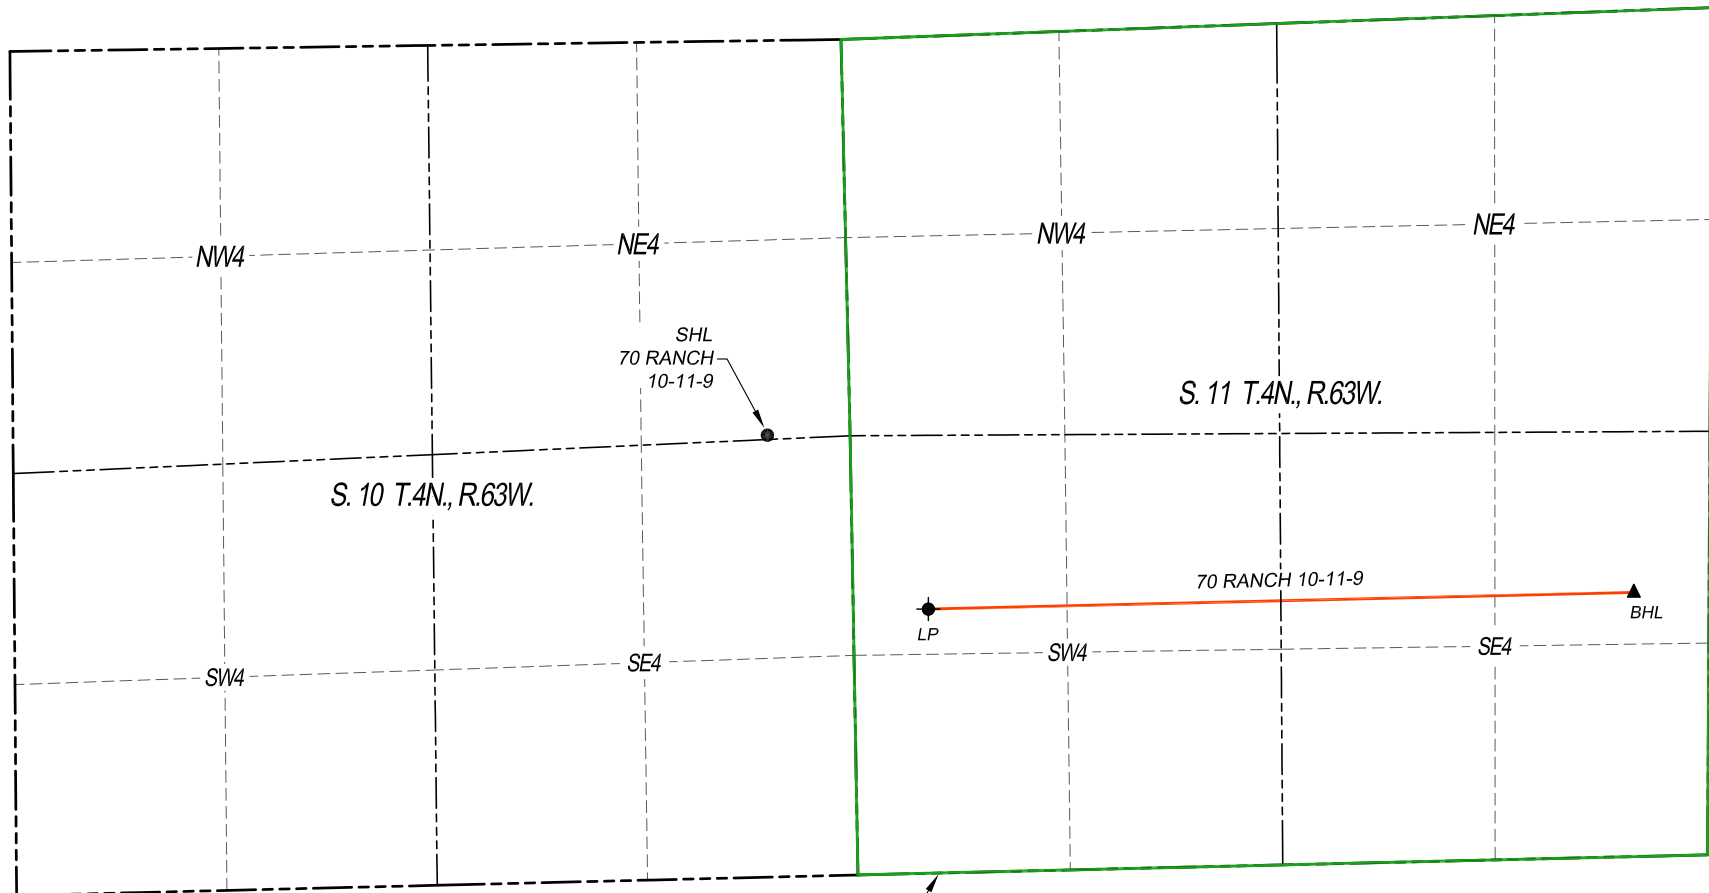 NW4
NE4
NW4
NE4
SHL
70 RANCH
10-11-9
S. 11 T.4N., R.63W.
S. 10 T.4N., R.63W.
70 RANCH 10-11-9
LP
BHL
SW4
SE4
SW4
SE4